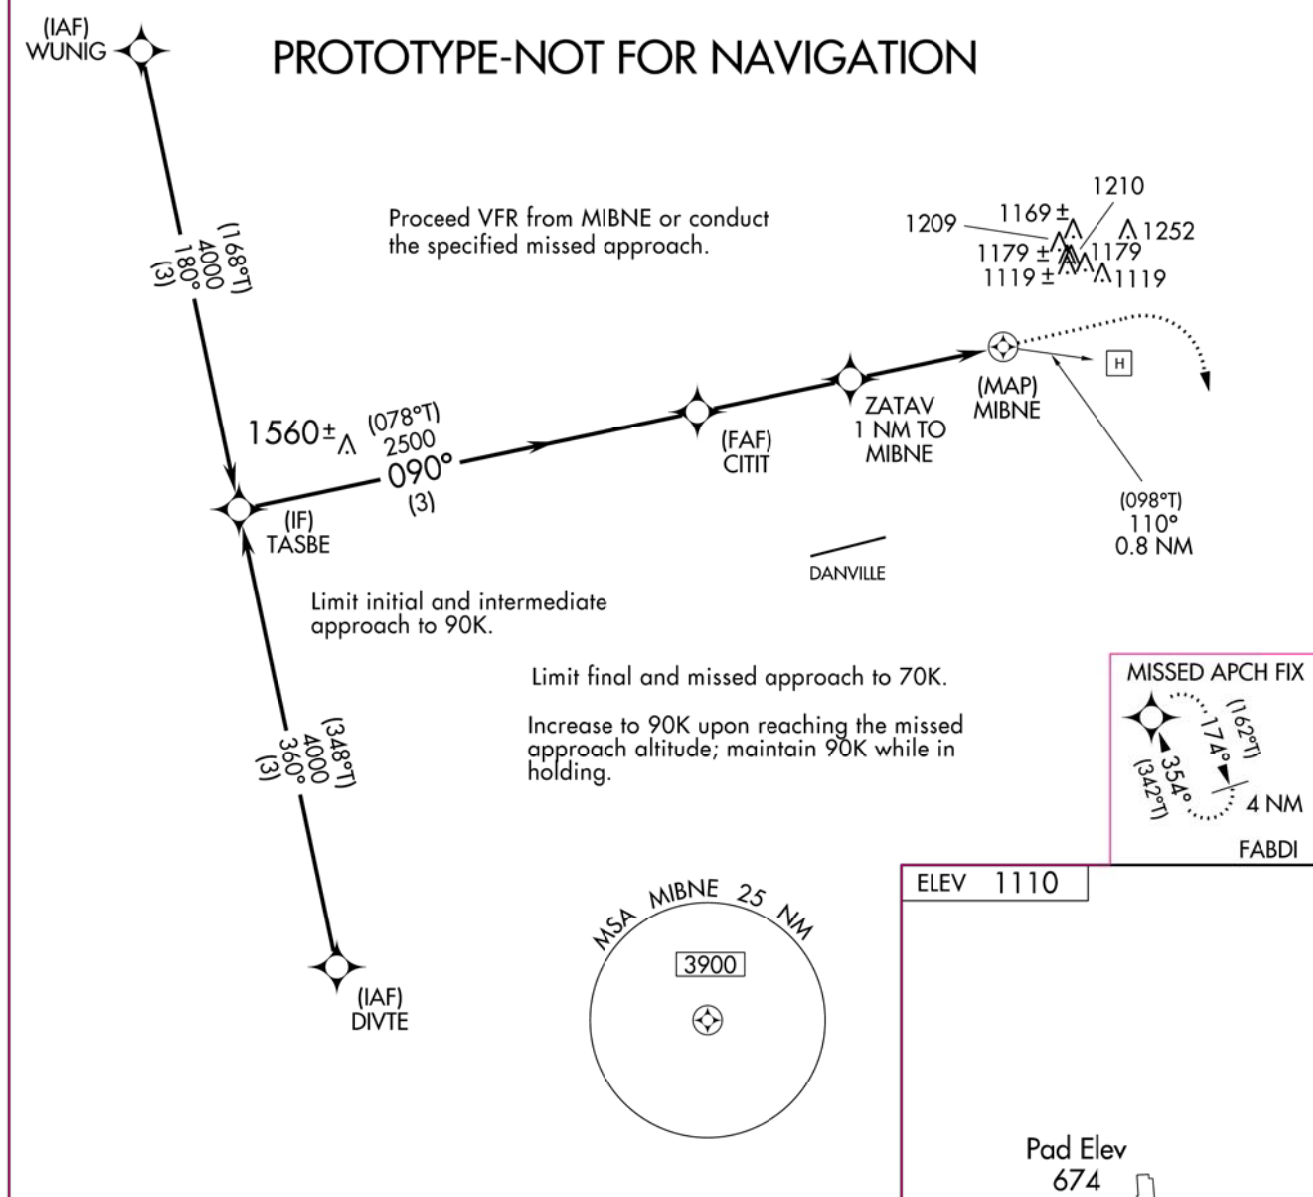 (IAF)
WUNIG
PROTOTYPE-NOT FOR NAVIGATION
Proceed VFR from MIBNE or conduct
the specified missed approach.
1210
1169 ±
1209
1252
1179 ±
1179
1119 ±
1119
(168°T)
4000
180°
(3)
H
(MAP)
MIBNE
ZATAV
1 NM TO
MIBNE
(FAF)
CITIT
1560 ±
(078°T)
2500
090°
(3)
(IF)
TASBE
(098°T)
110°
0.8 NM
DANVILLE
Limit initial and intermediate
approach to 90K.
Limit final and missed approach to 70K.
Increase to 90K upon reaching the missed
approach altitude; maintain 90K while in
holding.
(348°T)
4000
360°
(3)
MISSED APCH FIX
(162°T)
174°
354°
(342°T)
4 NM
FABDI
(IAF)
DIVTE
MSA MIBNE 25 NM
3900
ELEV 1110
Pad Elev
674